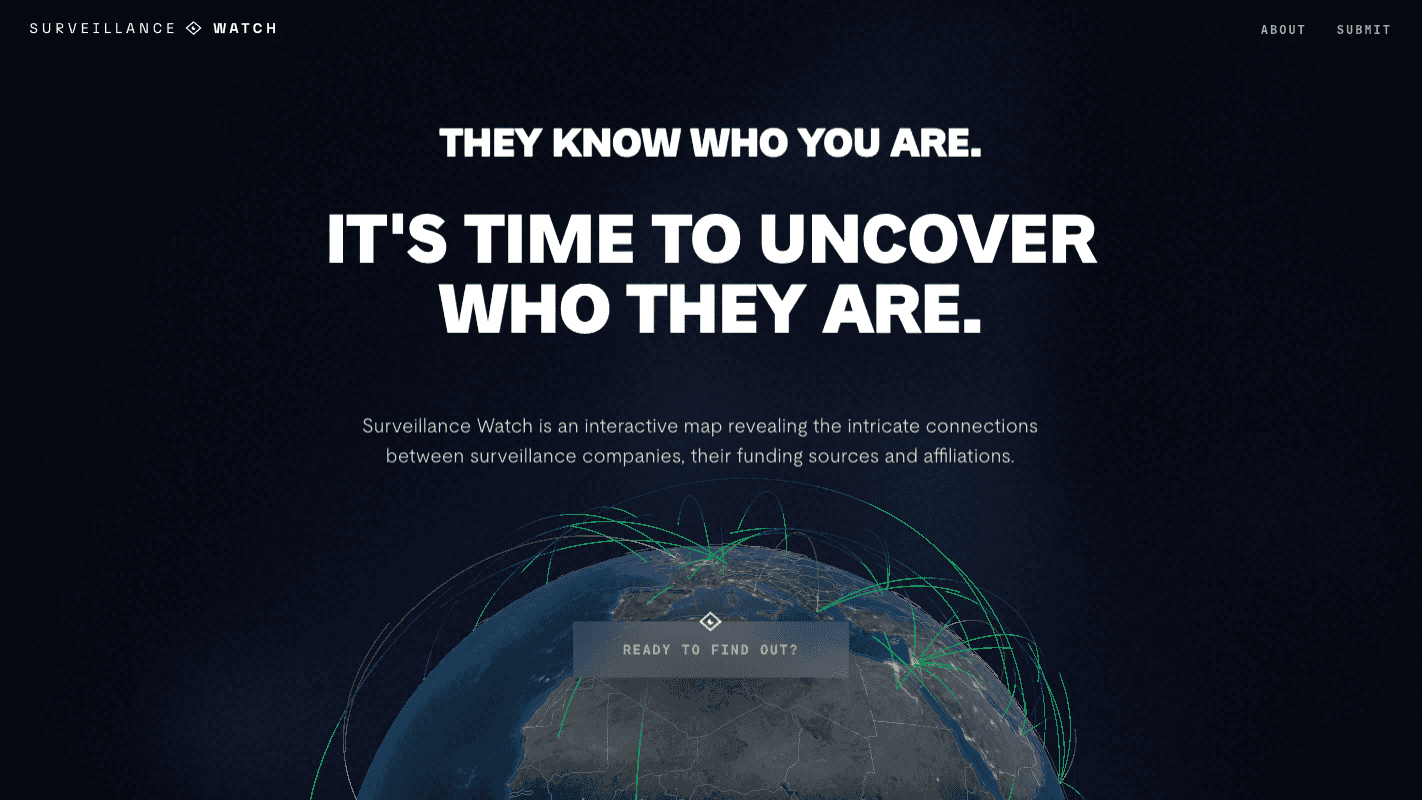 SURVEILLANCE WATCH
ABOUT SUBMIT
THEY KNOW WHO YOU ARE.
IT'S TIME TO UNCOVER
WHO THEY ARE.
Surveillance Watch is an interactive map revealing the intricate connections
between surveillance companies, their funding sources and affiliations.
READY TO FIND OUT?